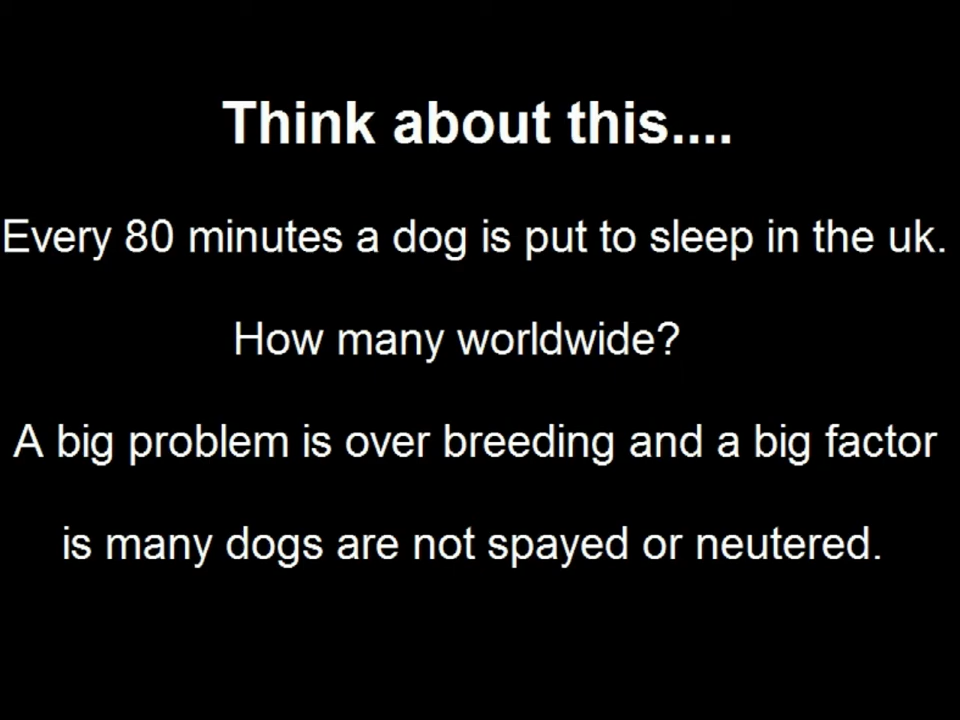 Think about this....
Every 80 minutes a dog is put to sleep in the uk.
How many worldwide?
A big problem is over breeding and a big factor
is many dogs are not spayed or neutered.